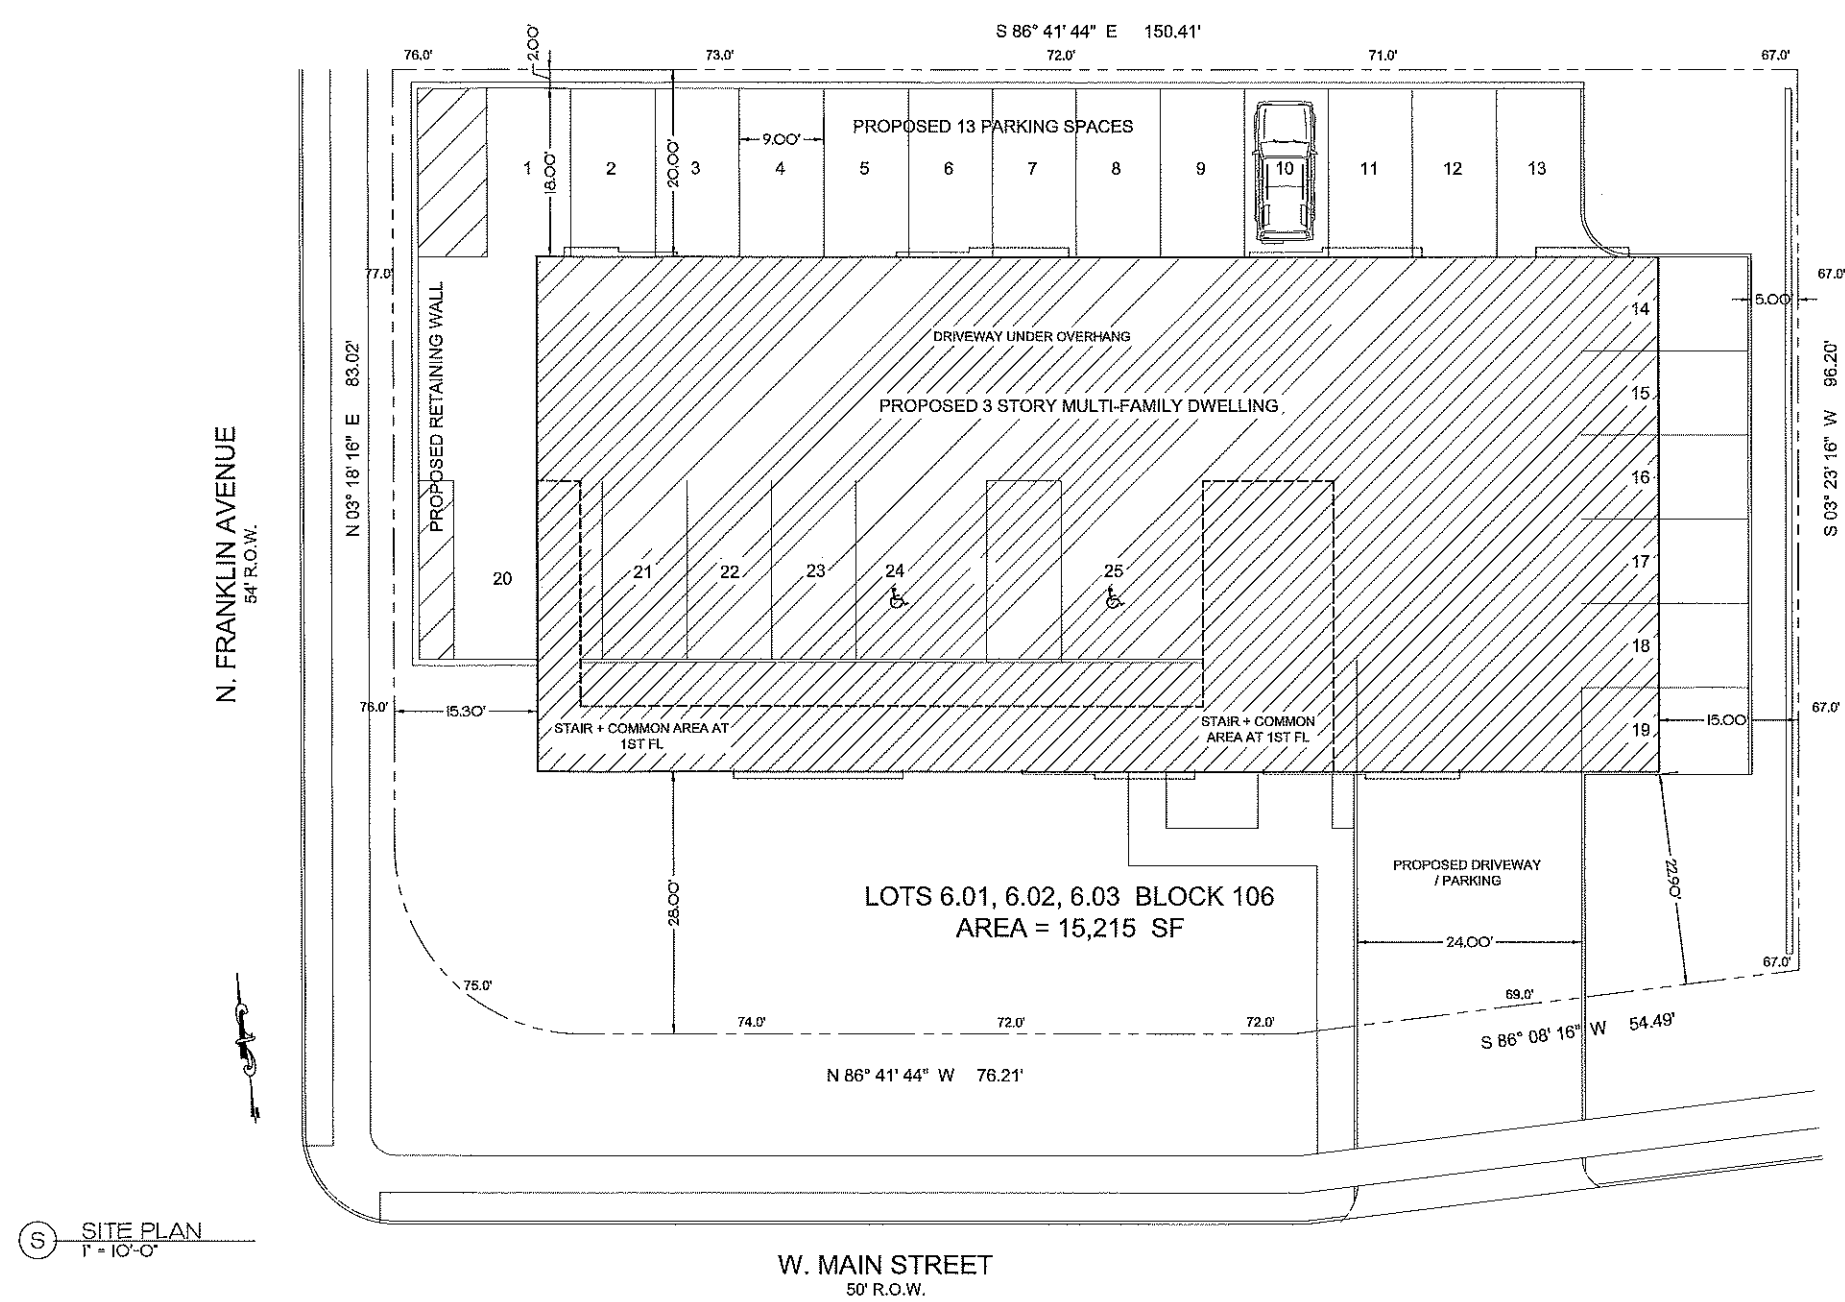 S 86° 41' 44" E 150.41'
76.0'
2.00'
73.0'
72.0'
71.0'
67.0'
PROPOSED 13 PARKING SPACES
9.00'
1
2
3
4
5
6
7
8
9
10
11
12
13
18.00'
20.00'
77.0'
67.0'
5.00'
14
15
16
17
18
19
DRIVEWAY UNDER OVERHANG
PROPOSED 3 STORY MULTI-FAMILY DWELLING
PROPOSED RETAINING WALL
N 03° 18' 16" E 83.02'
S 03° 23' 16" W 96.20'
N. FRANKLIN AVENUE
54' R.O.W.
20
21
22
23
24
25
76.0'
15.30'
67.0'
15.00
STAIR + COMMON AREA AT
1ST FL
STAIR + COMMON
AREA AT 1ST FL
28.00'
PROPOSED DRIVEWAY
/ PARKING
22.90'
LOTS 6.01, 6.02, 6.03 BLOCK 106
AREA = 15,215 SF
24.00'
67.0'
75.0'
69.0'
74.0'
72.0'
72.0'
S 86° 08' 16" W 54.49'
N 86° 41' 44" W 76.21'
S
SITE PLAN
1" = 10'-0"
W. MAIN STREET
50' R.O.W.